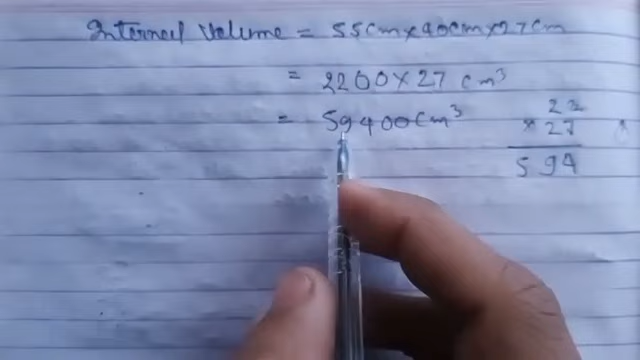 Internal Volume = 55cm×40cm×27cm
= 2200×27 cm³
= 59400cm³
22
× 27
594